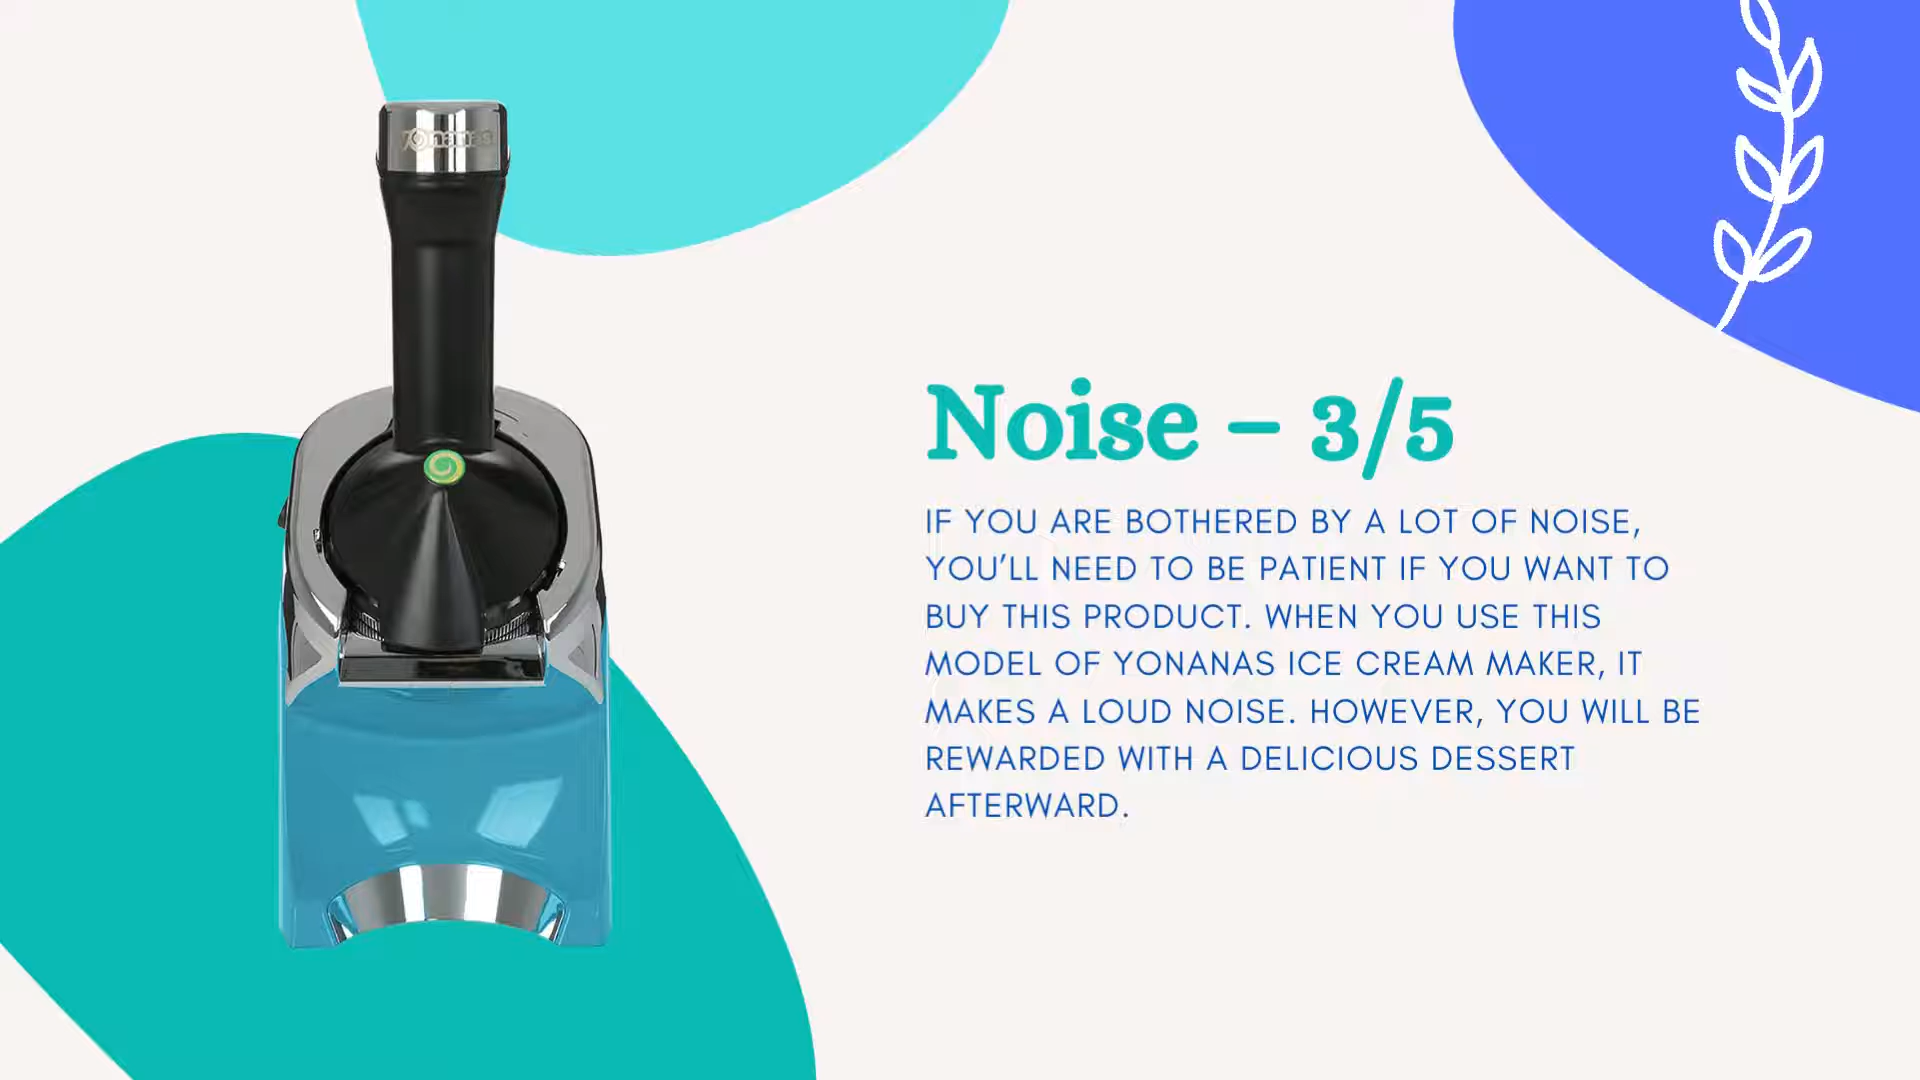 yonanas
Noise – 3/5
IF YOU ARE BOTHERED BY A LOT OF NOISE,
YOU’LL NEED TO BE PATIENT IF YOU WANT TO
BUY THIS PRODUCT. WHEN YOU USE THIS
MODEL OF YONANAS ICE CREAM MAKER, IT
MAKES A LOUD NOISE. HOWEVER, YOU WILL BE
REWARDED WITH A DELICIOUS DESSERT
AFTERWARD.